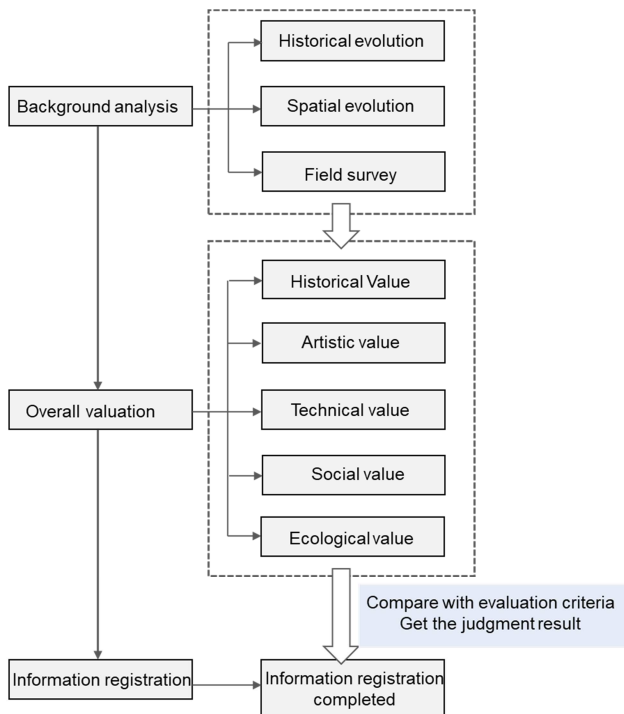 Historical evolution
Background analysis
Spatial evolution
Field survey
Historical Value
Artistic value
Overall valuation
Technical value
Social value
Ecological value
Compare with evaluation criteria
Get the judgment result
Information registration
Information registration
completed